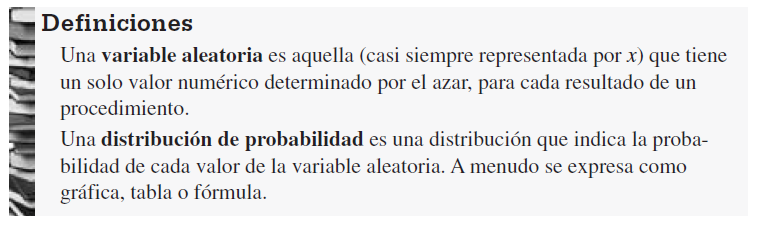 Definiciones
Una variable aleatoria es aquella (casi siempre representada por x) que tiene
un solo valor numérico determinado por el azar, para cada resultado de un
procedimiento.
Una distribución de probabilidad es una distribución que indica la proba-
bilidad de cada valor de la variable aleatoria. A menudo se expresa como
gráfica, tabla o fórmula.